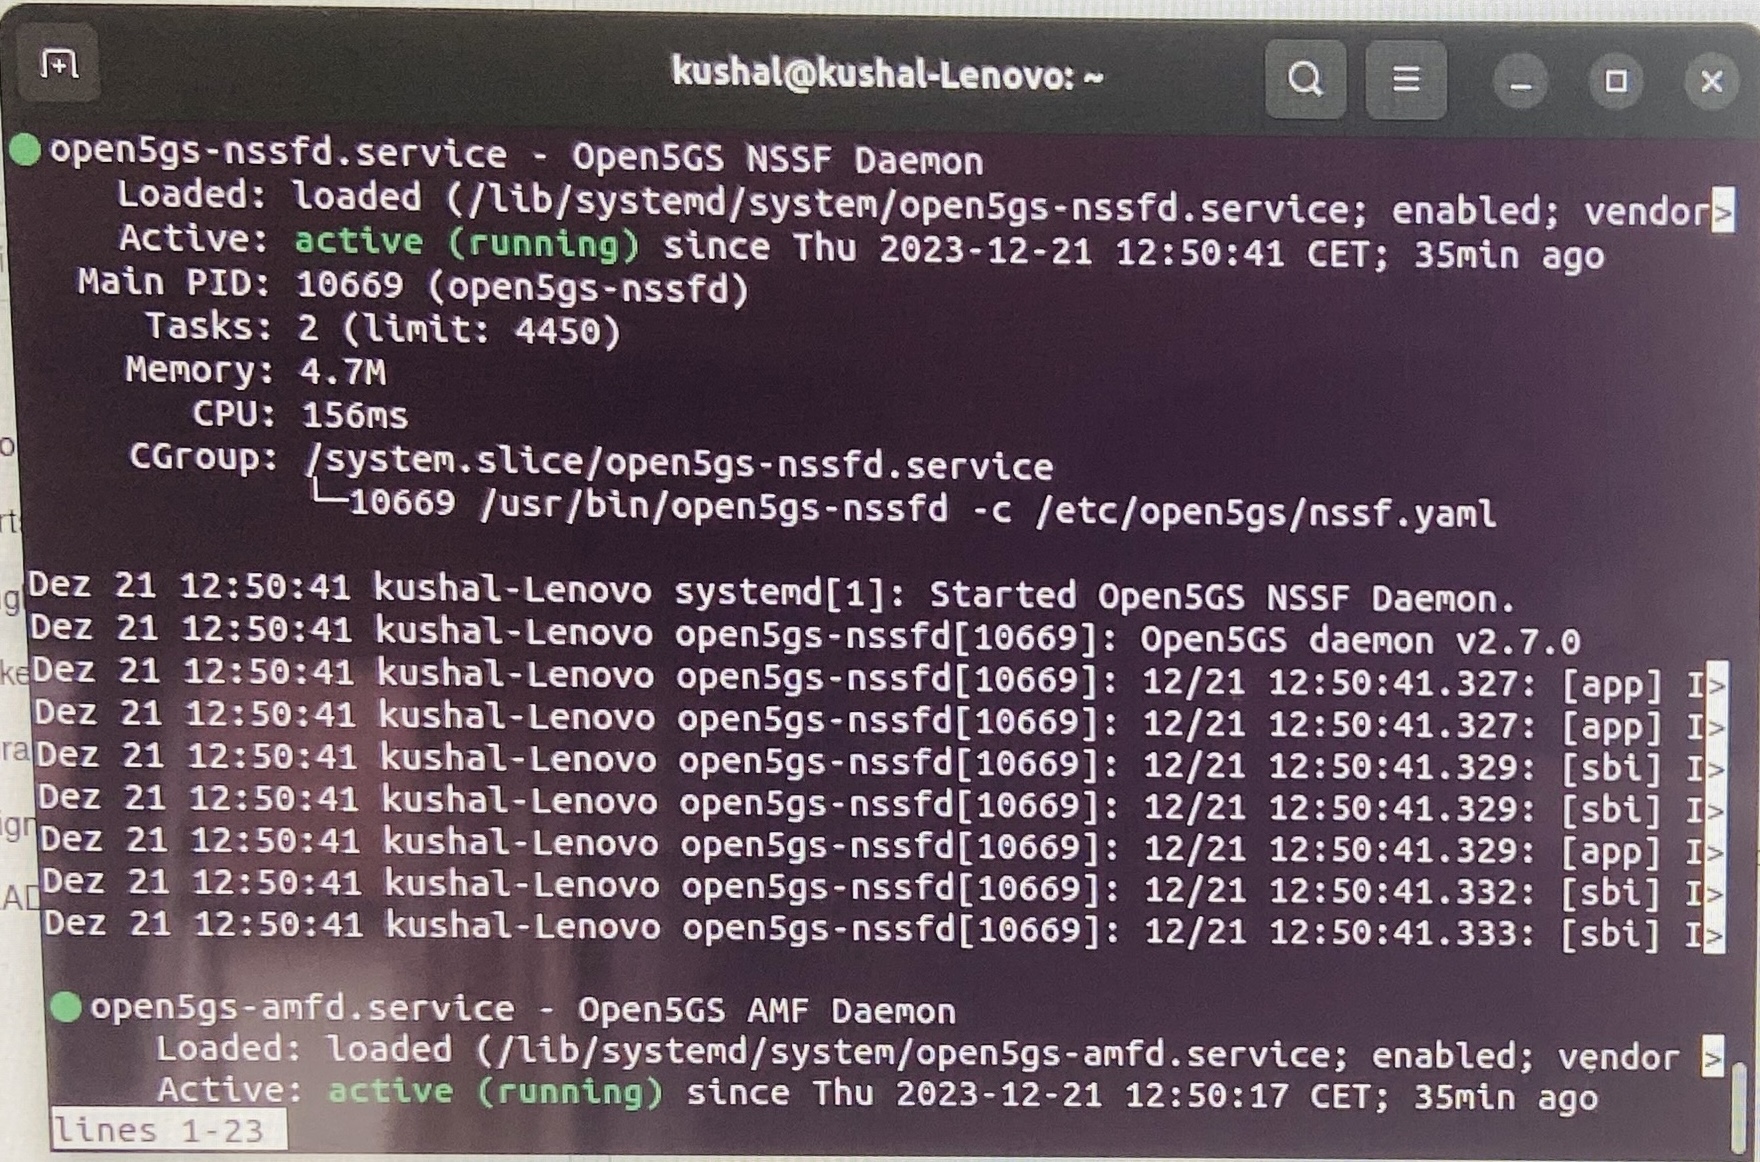 kushal@kushal-Lenovo: ~
open5gs-nssfd.service - Open5GS NSSF Daemon
Loaded: loaded (/lib/systemd/system/open5gs-nssfd.service; enabled; vendor>
Active: active (running) since Thu 2023-12-21 12:50:41 CET; 35min ago
Main PID: 10669 (open5gs-nssfd)
Tasks: 2 (limit: 4450)
Memory: 4.7M
CPU: 156ms
CGroup: /system.slice/open5gs-nssfd.service
└─10669 /usr/bin/open5gs-nssfd -c /etc/open5gs/nssf.yaml
Dez 21 12:50:41 kushal-Lenovo systemd[1]: Started Open5GS NSSF Daemon.
Dez 21 12:50:41 kushal-Lenovo open5gs-nssfd[10669]: Open5GS daemon v2.7.0
Dez 21 12:50:41 kushal-Lenovo open5gs-nssfd[10669]: 12/21 12:50:41.327: [app] I>
Dez 21 12:50:41 kushal-Lenovo open5gs-nssfd[10669]: 12/21 12:50:41.327: [app] I>
Dez 21 12:50:41 kushal-Lenovo open5gs-nssfd[10669]: 12/21 12:50:41.329: [sbi] I>
Dez 21 12:50:41 kushal-Lenovo open5gs-nssfd[10669]: 12/21 12:50:41.329: [sbi] I>
Dez 21 12:50:41 kushal-Lenovo open5gs-nssfd[10669]: 12/21 12:50:41.329: [app] I>
Dez 21 12:50:41 kushal-Lenovo open5gs-nssfd[10669]: 12/21 12:50:41.332: [sbi] I>
Dez 21 12:50:41 kushal-Lenovo open5gs-nssfd[10669]: 12/21 12:50:41.333: [sbi] I>
open5gs-amfd.service - Open5GS AMF Daemon
Loaded: loaded (/lib/systemd/system/open5gs-amfd.service; enabled; vendor >
Active: active (running) since Thu 2023-12-21 12:50:17 CET; 35min ago
lines 1-23